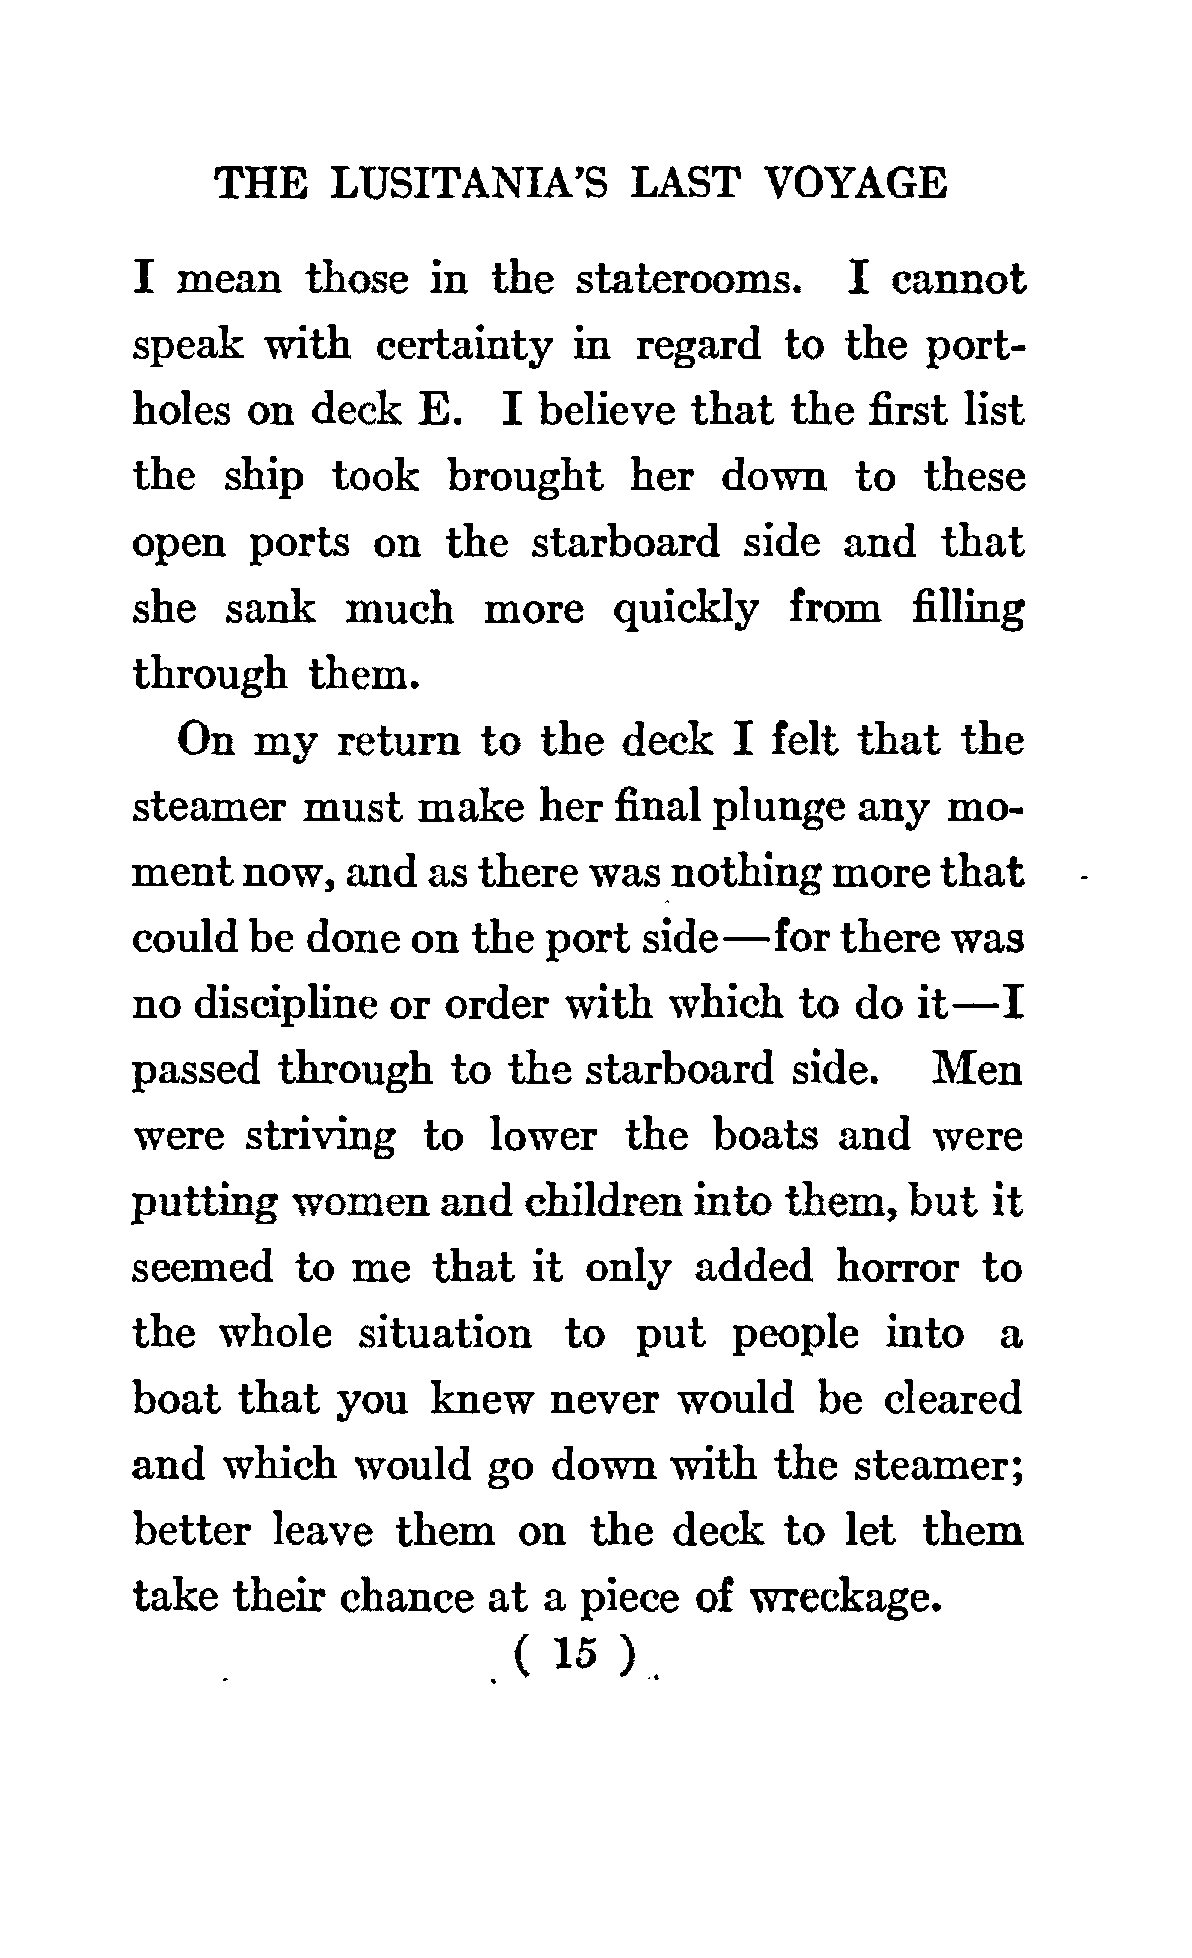 THE LUSITANIA'S LAST VOYAGE
I mean those in the staterooms. I cannot
speak with certainty in regard to the port-
holes on deck E. I believe that the first list
the ship took brought her down to these
open ports on the starboard side and that
she sank much more quickly from filling
through them.
On my return to the deck I felt that the
steamer must make her final plunge any mo-
ment now, and as there was nothing more that
could be done on the port side—for there was
no discipline or order with which to do it—I
passed through to the starboard side. Men
were striving to lower the boats and were
putting women and children into them, but it
seemed to me that it only added horror to
the whole situation to put people into a
boat that you knew never would be cleared
and which would go down with the steamer;
better leave them on the deck to let them
take their chance at a piece of wreckage.
( 15 )